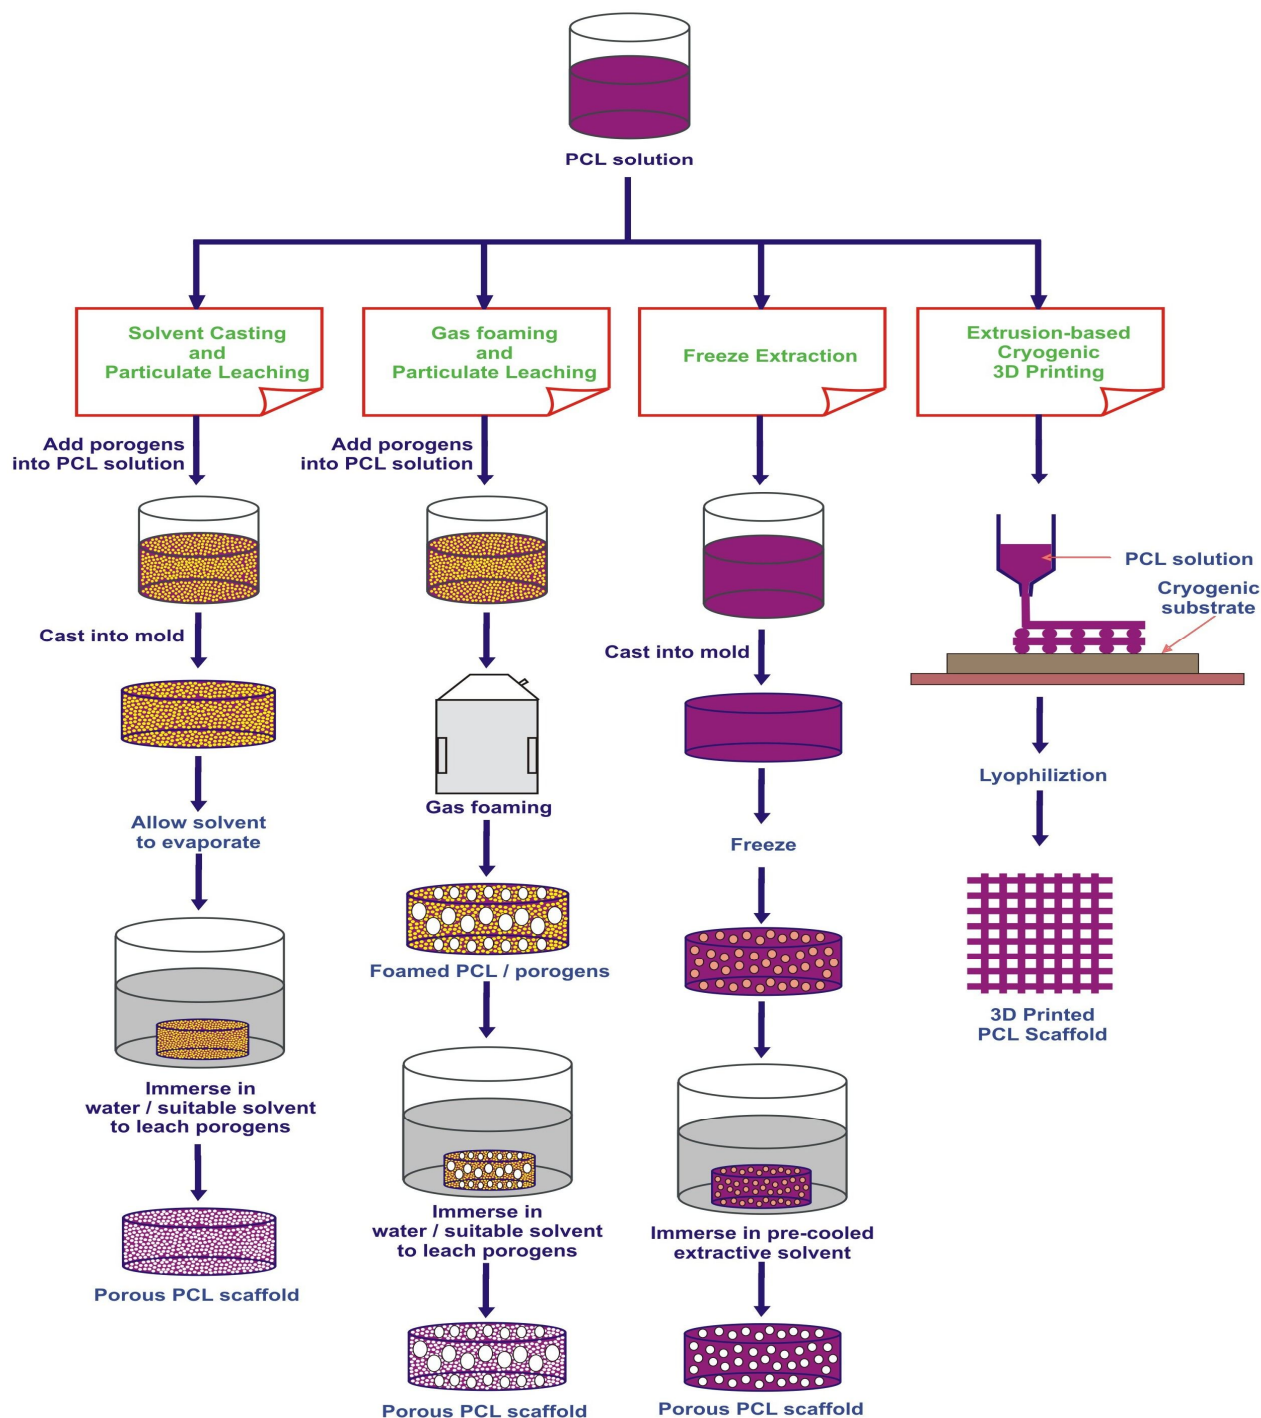 PCL solution
Solvent Casting
and
Particulate Leaching
Add porogens
into PCL solution
Cast into mold
Allow solvent
to evaporate
Immerse in
water / suitable solvent
to leach porogens
Porous PCL scaffold
Gas foaming
and
Particulate Leaching
Add porogens
into PCL solution
Gas foaming
Foamed PCL / porogens
Immerse in
water / suitable solvent
to leach porogens
Porous PCL scaffold
Freeze Extraction
Cast into mold
Freeze
Immerse in pre-cooled
extractive solvent
Porous PCL scaffold
Extrusion-based
Cryogenic
3D Printing
PCL solution
Cryogenic
substrate
Lyophiliztion
3D Printed
PCL Scaffold